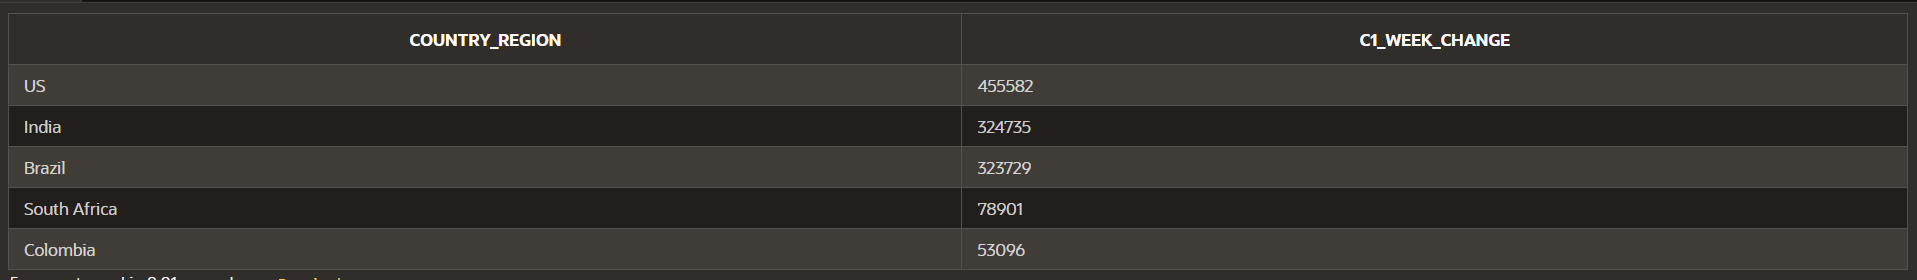 COUNTRY_REGION C1_WEEK_CHANGE
US 455582
India 324735
Brazil 323729
South Africa 78901
Colombia 53096